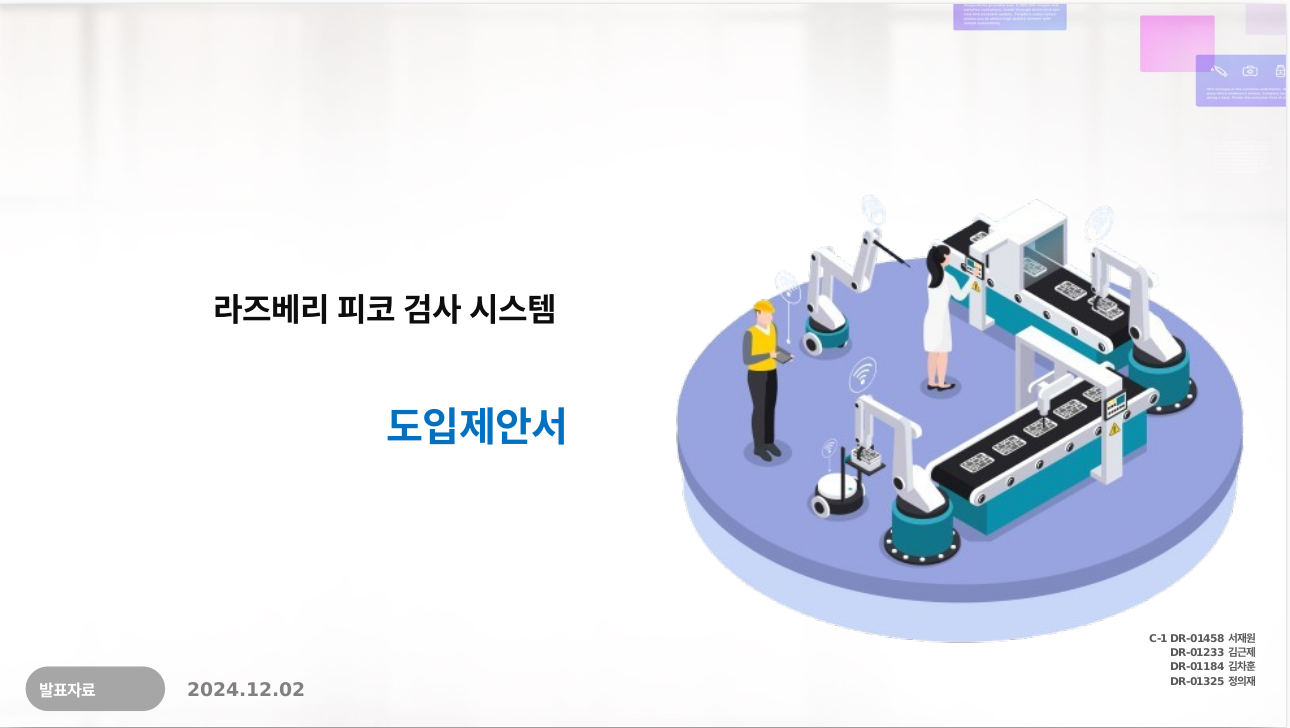 라즈베리 피코 검사 시스템
도입제안서
C-1 DR-01458 서재원
DR-01233 김근제
DR-01184 김차훈
DR-01325 정의재
발표자료
2024.12.02